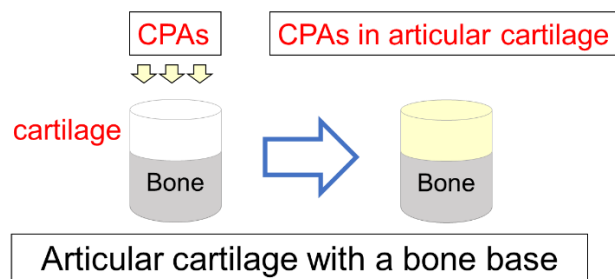 CPAs
CPAs in articular cartilage
cartilage
Bone
Bone
Articular cartilage with a bone base